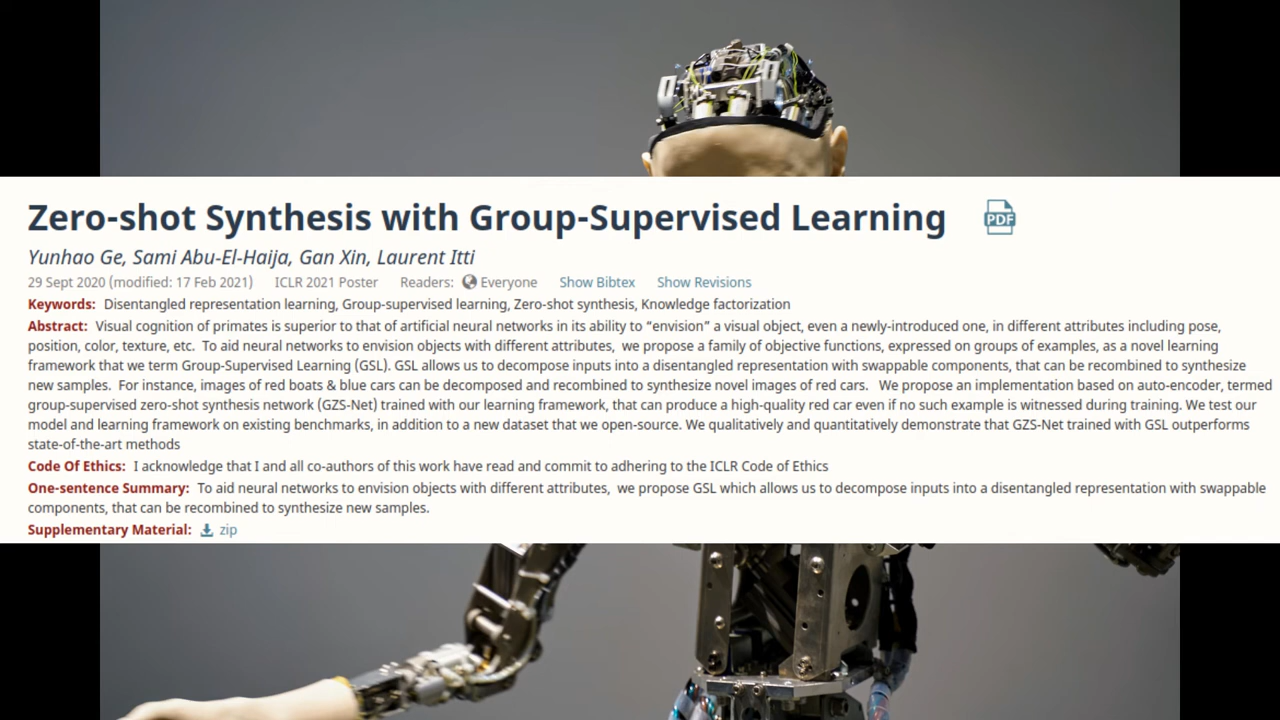 Zero-shot Synthesis with Group-Supervised Learning PDF
Yunhao Ge, Sami Abu-El-Haija, Gan Xin, Laurent Itti
29 Sept 2020 (modified: 17 Feb 2021) ICLR 2021 Poster Readers: Everyone Show Bibtex Show Revisions
Keywords: Disentangled representation learning, Group-supervised learning, Zero-shot synthesis, Knowledge factorization
Abstract: Visual cognition of primates is superior to that of artificial neural networks in its ability to “envision” a visual object, even a newly-introduced one, in different attributes including pose,
position, color, texture, etc. To aid neural networks to envision objects with different attributes, we propose a family of objective functions, expressed on groups of examples, as a novel learning
framework that we term Group-Supervised Learning (GSL). GSL allows us to decompose inputs into a disentangled representation with swappable components, that can be recombined to synthesize
new samples. For instance, images of red boats & blue cars can be decomposed and recombined to synthesize novel images of red cars. We propose an implementation based on auto-encoder, termed
group-supervised zero-shot synthesis network (GZS-Net) trained with our learning framework, that can produce a high-quality red car even if no such example is witnessed during training. We test our
model and learning framework on existing benchmarks, in addition to a new dataset that we open-source. We qualitatively and quantitatively demonstrate that GZS-Net trained with GSL outperforms
state-of-the-art methods
Code Of Ethics: I acknowledge that I and all co-authors of this work have read and commit to adhering to the ICLR Code of Ethics
One-sentence Summary: To aid neural networks to envision objects with different attributes, we propose GSL which allows us to decompose inputs into a disentangled representation with swappable
components, that can be recombined to synthesize new samples.
Supplementary Material: zip